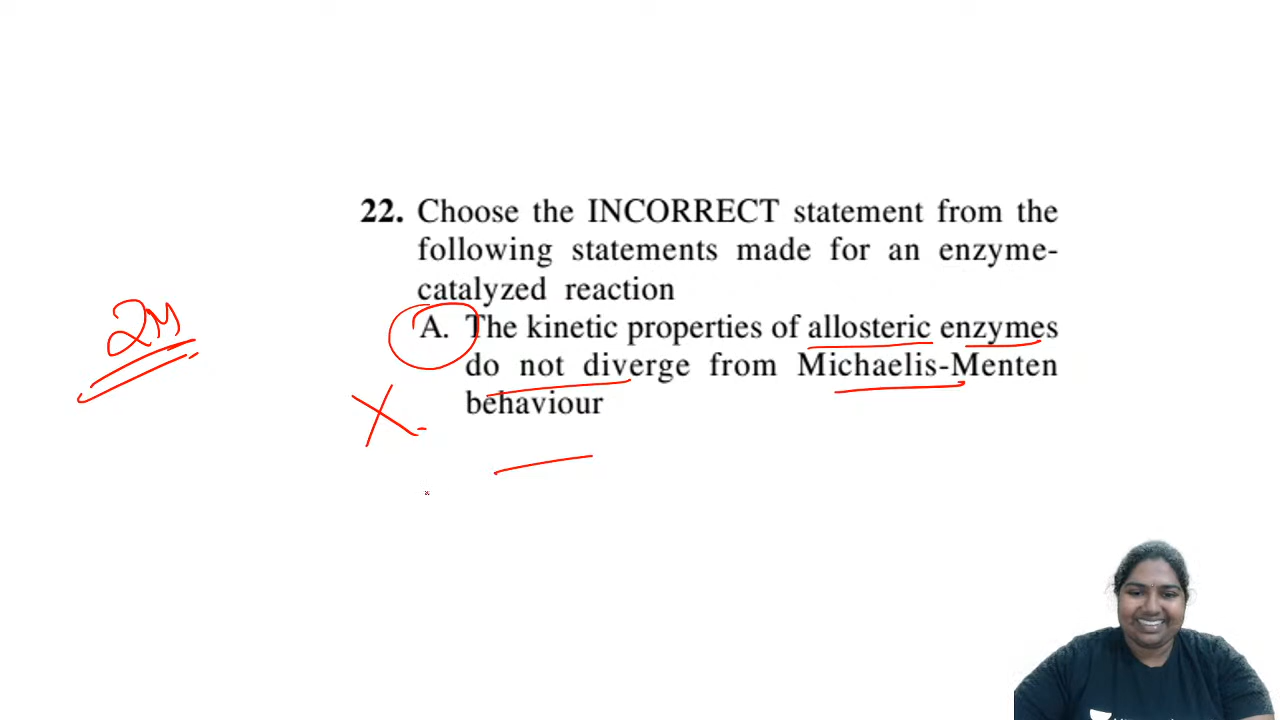 22. Choose the INCORRECT statement from the
following statements made for an enzyme-
catalyzed reaction
A. The kinetic properties of allosteric enzymes
do not diverge from Michaelis-Menten
behaviour
2M
X